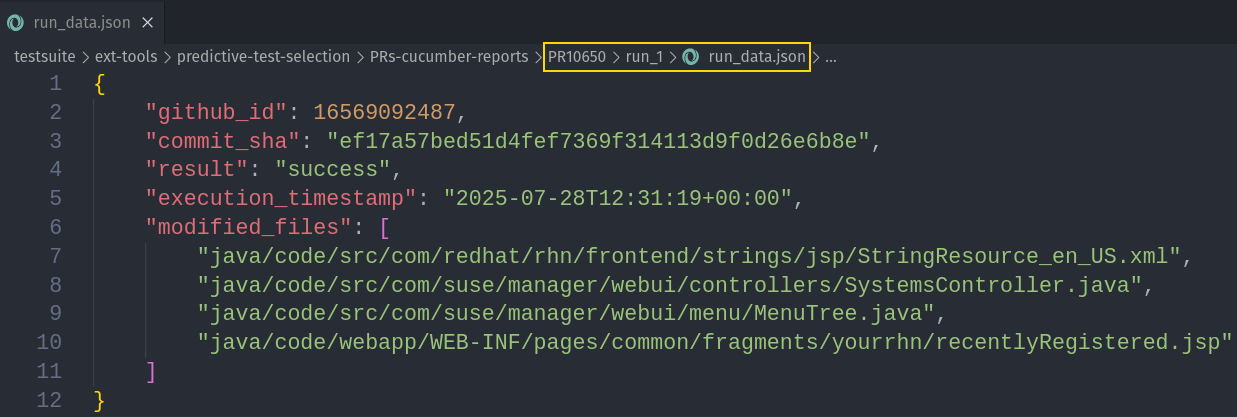 run_data.json ×
testsuite > ext-tools > predictive-test-selection > PRs-cucumber-reports > PR10650 > run_1 > run_data.json > ...
1 {
2 "github_id": 16569092487,
3 "commit_sha": "ef17a57bed51d4fef7369f314113d9f0d26e6b8e",
4 "result": "success",
5 "execution_timestamp": "2025-07-28T12:31:19+00:00",
6 "modified_files": [
7 "java/code/src/com/redhat/rhn/frontend/strings/jsp/StringResource_en_US.xml",
8 "java/code/src/com/suse/manager/webui/controllers/SystemsController.java",
9 "java/code/src/com/suse/manager/webui/menu/MenuTree.java",
10 "java/code/webapp/WEB-INF/pages/common/fragments/yourrhn/recentlyRegistered.jsp"
11 ]
12 }